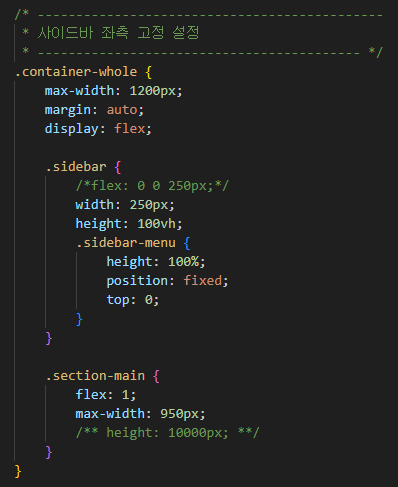 /* ---------------------------------------------
 * 사이드바 좌측 고정 설정
 * ------------------------------------------ */
.container-whole {
    max-width: 1200px;
    margin: auto;
    display: flex;

    .sidebar {
        /*flex: 0 0 250px;*/
        width: 250px;
        height: 100vh;
        .sidebar-menu {
            height: 100%;
            position: fixed;
            top: 0;
        }
    }

    .section-main {
        flex: 1;
        max-width: 950px;
        /** height: 10000px; **/
    }
}